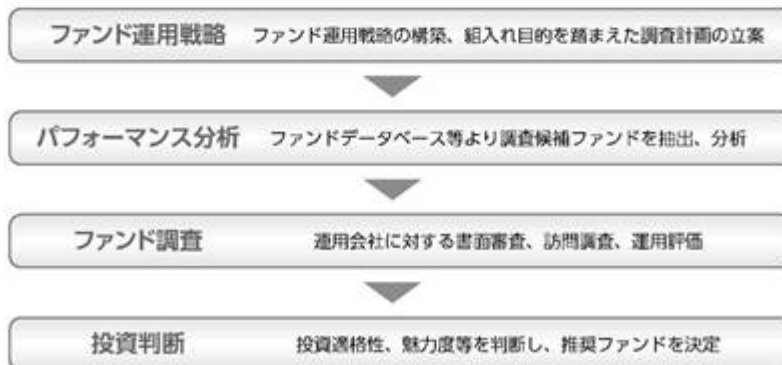 ファンド運用戦略 ファンド運用戦略の構築、組入れ目的を踏まえた調査計画の立案
パフォーマンス分析 ファンドデータベース等より調査候補ファンドを抽出、分析
ファンド調査 運用会社に対する書面審査、訪問調査、運用評価
投資判断 投資適格性、魅力度等を判断し、推奨ファンドを決定